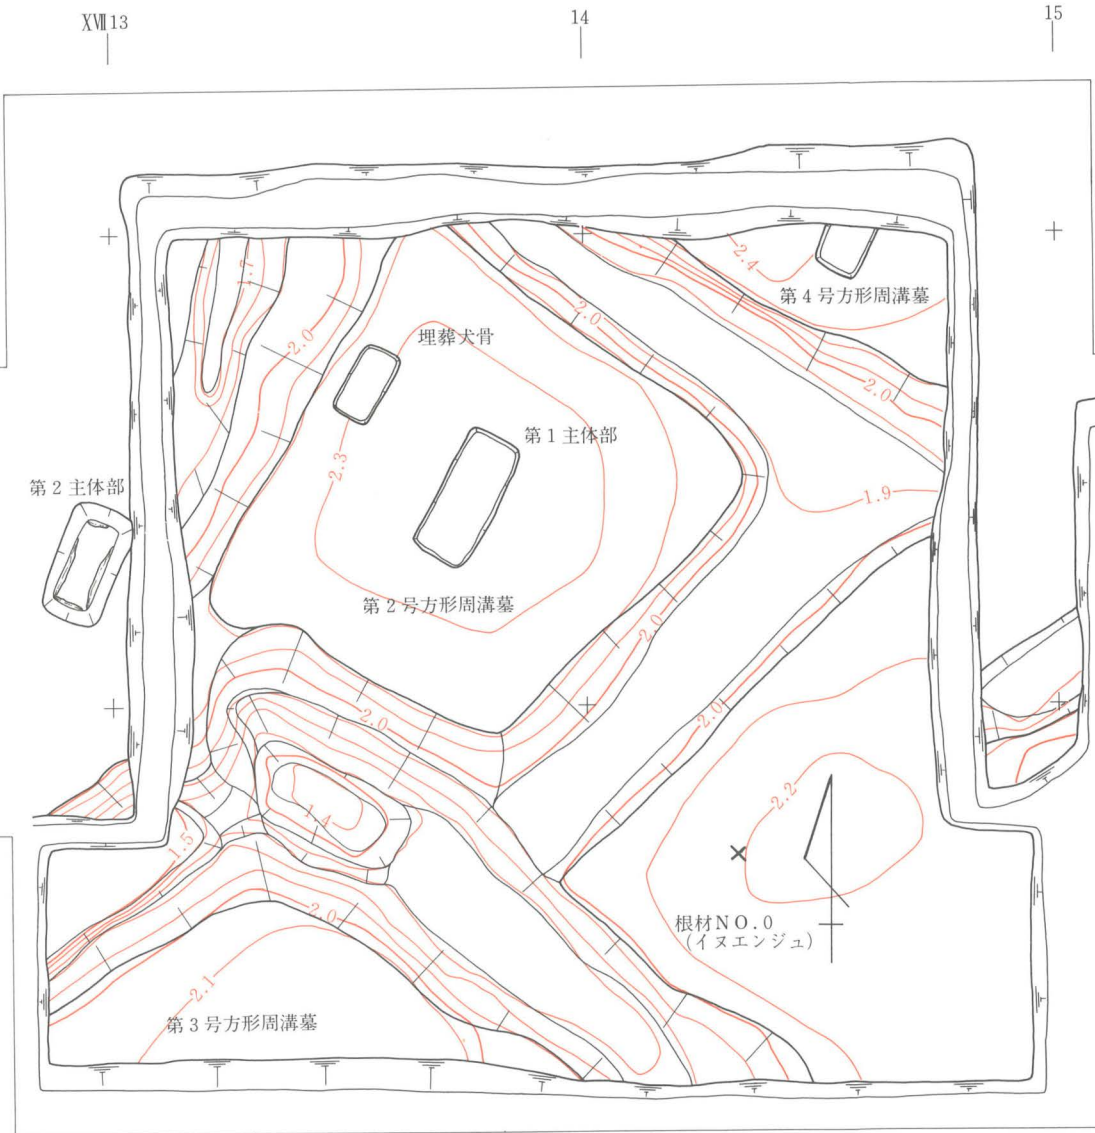 XⅦ13
14
15
2.4
1.7
第4号方形周溝墓
2.0
2.0
埋葬犬骨
2.0
第1主体部
2.3
第2主体部
1.9
第2号方形周溝墓
2.0
2.0
2.0
2.2
1.4
1.5
2.0
根材NO.0
(イヌエンジュ)
2.1
第3号方形周溝墓